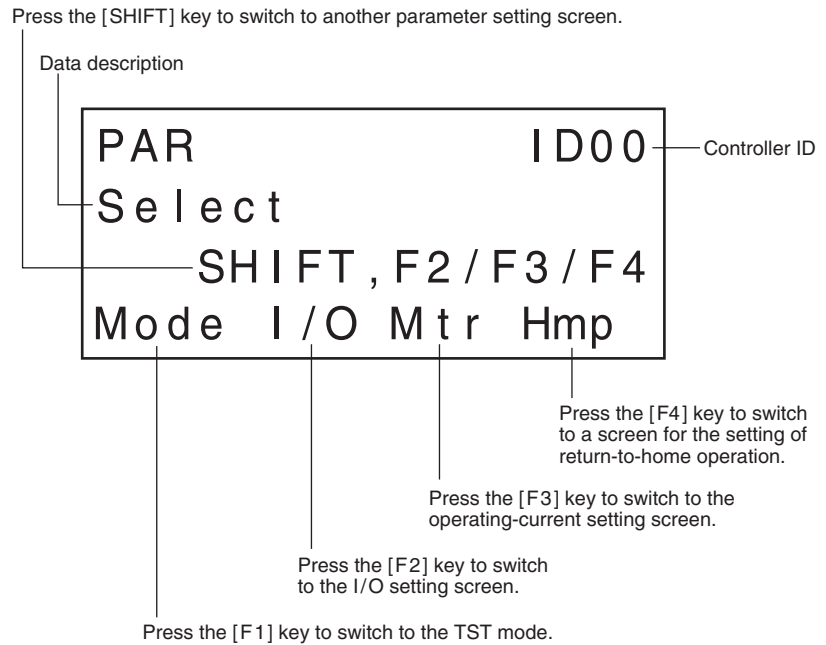 Press the [SHIFT] key to switch to another parameter setting screen.
Data description
PAR ID00
Controller ID
Select
SHIFT,F2/F3/F4
Mode I/O Mtr Hmp
Press the [F4] key to switch
to a screen for the setting of
return-to-home operation.
Press the [F3] key to switch to the
operating-current setting screen.
Press the [F2] key to switch
to the I/O setting screen.
Press the [F1] key to switch to the TST mode.